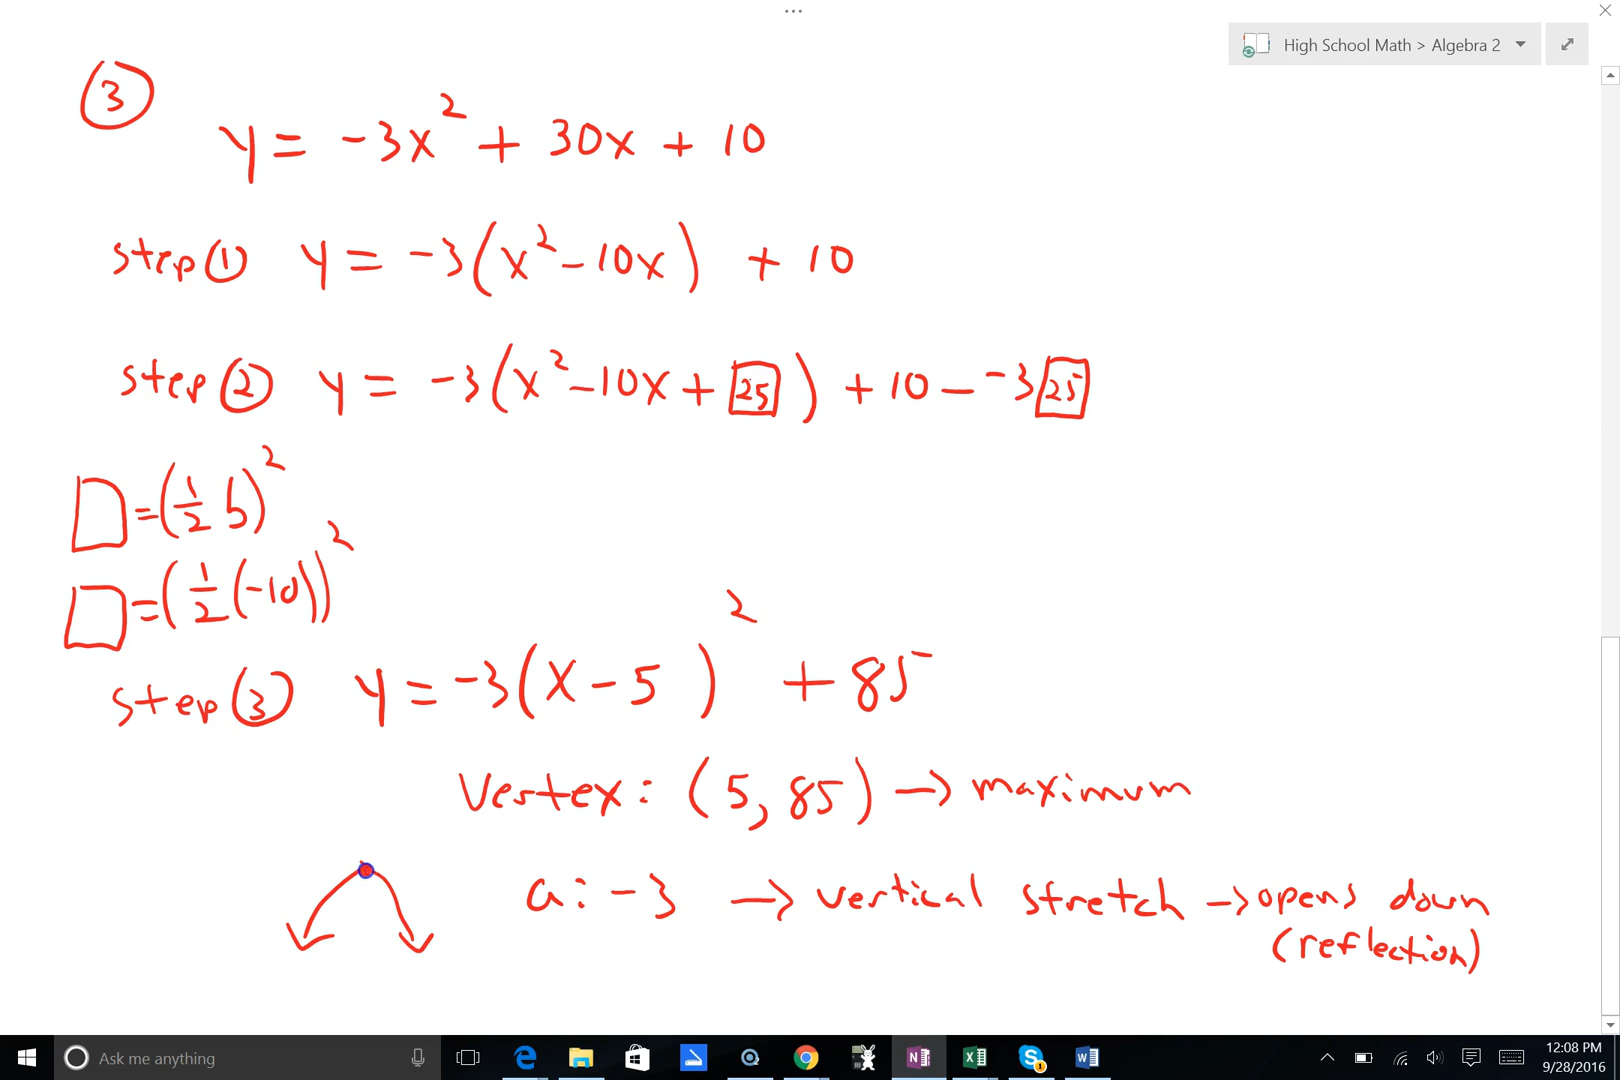 ...
High School Math > Algebra 2
3
y = -3x² + 30x + 10
step 1 y = -3(x² - 10x) + 10
step 2 y = -3(x² - 10x + 25) + 10 - -3 25
□ = (1/2 b)²
□ = (1/2 (-10))²
step 3 y = -3(x - 5)² + 85
Vertex: (5, 85) → maximum
a: -3 → vertical stretch → opens down
(reflection)
Ask me anything
12:08 PM
9/28/2016